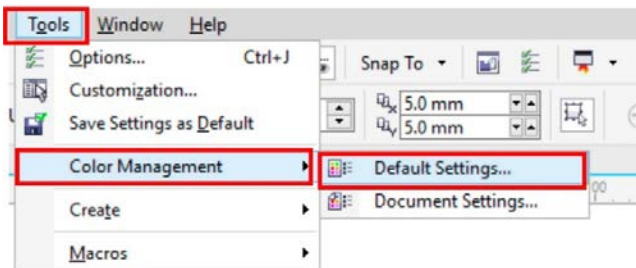 Tools Window Help
Options... Ctrl+J
Snap To
Customization...
5.0 mm
Save Settings as Default
5.0 mm
Color Management
Default Settings...
Create
Document Settings...
Macros